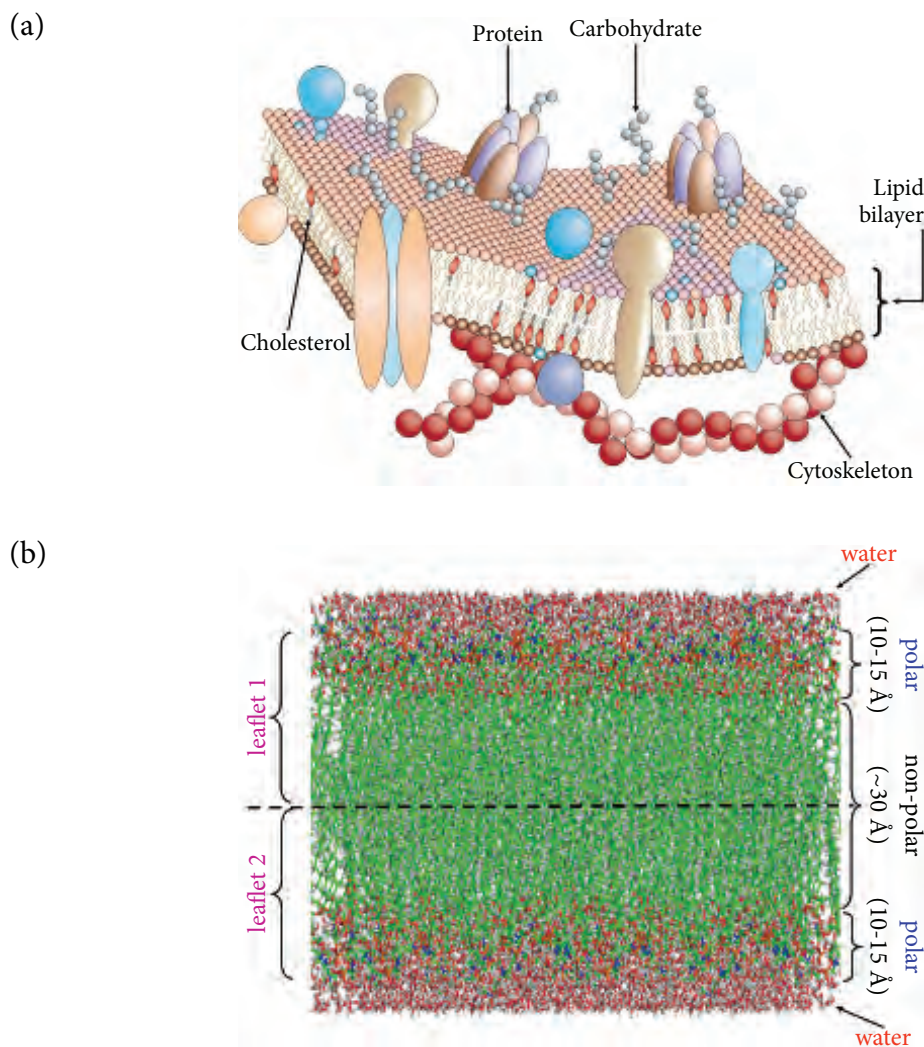 (a)
Protein
Carbohydrate
Lipid
bilayer
Cholesterol
Cytoskeleton
(b)
water
leaflet 1
leaflet 2
polar
(10-15 Å)
non-polar
(~30 Å)
polar
(10-15 Å)
water